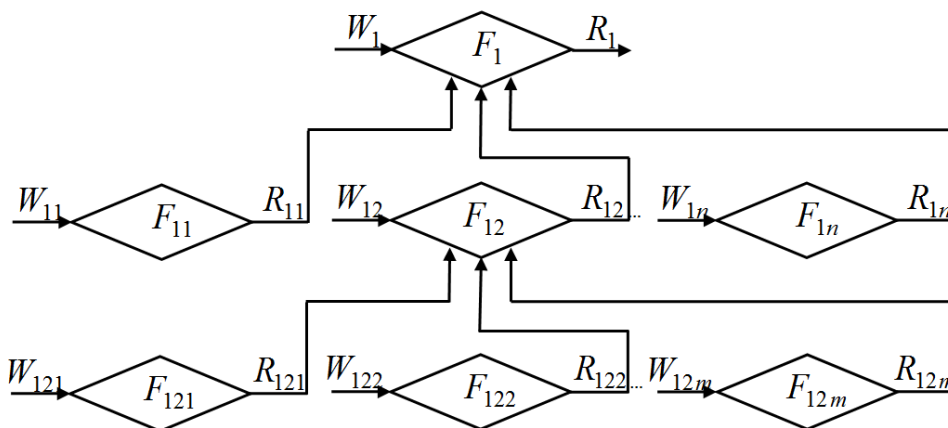 W₁ F₁ R₁
W₁₁ F₁₁ R₁₁ W₁₂ F₁₂ R₁₂... W₁ₙ F₁ₙ R₁ₙ
W₁₂₁ F₁₂₁ R₁₂₁ W₁₂₂ F₁₂₂ R₁₂₂... W₁₂ₘ F₁₂ₘ R₁₂ₘ